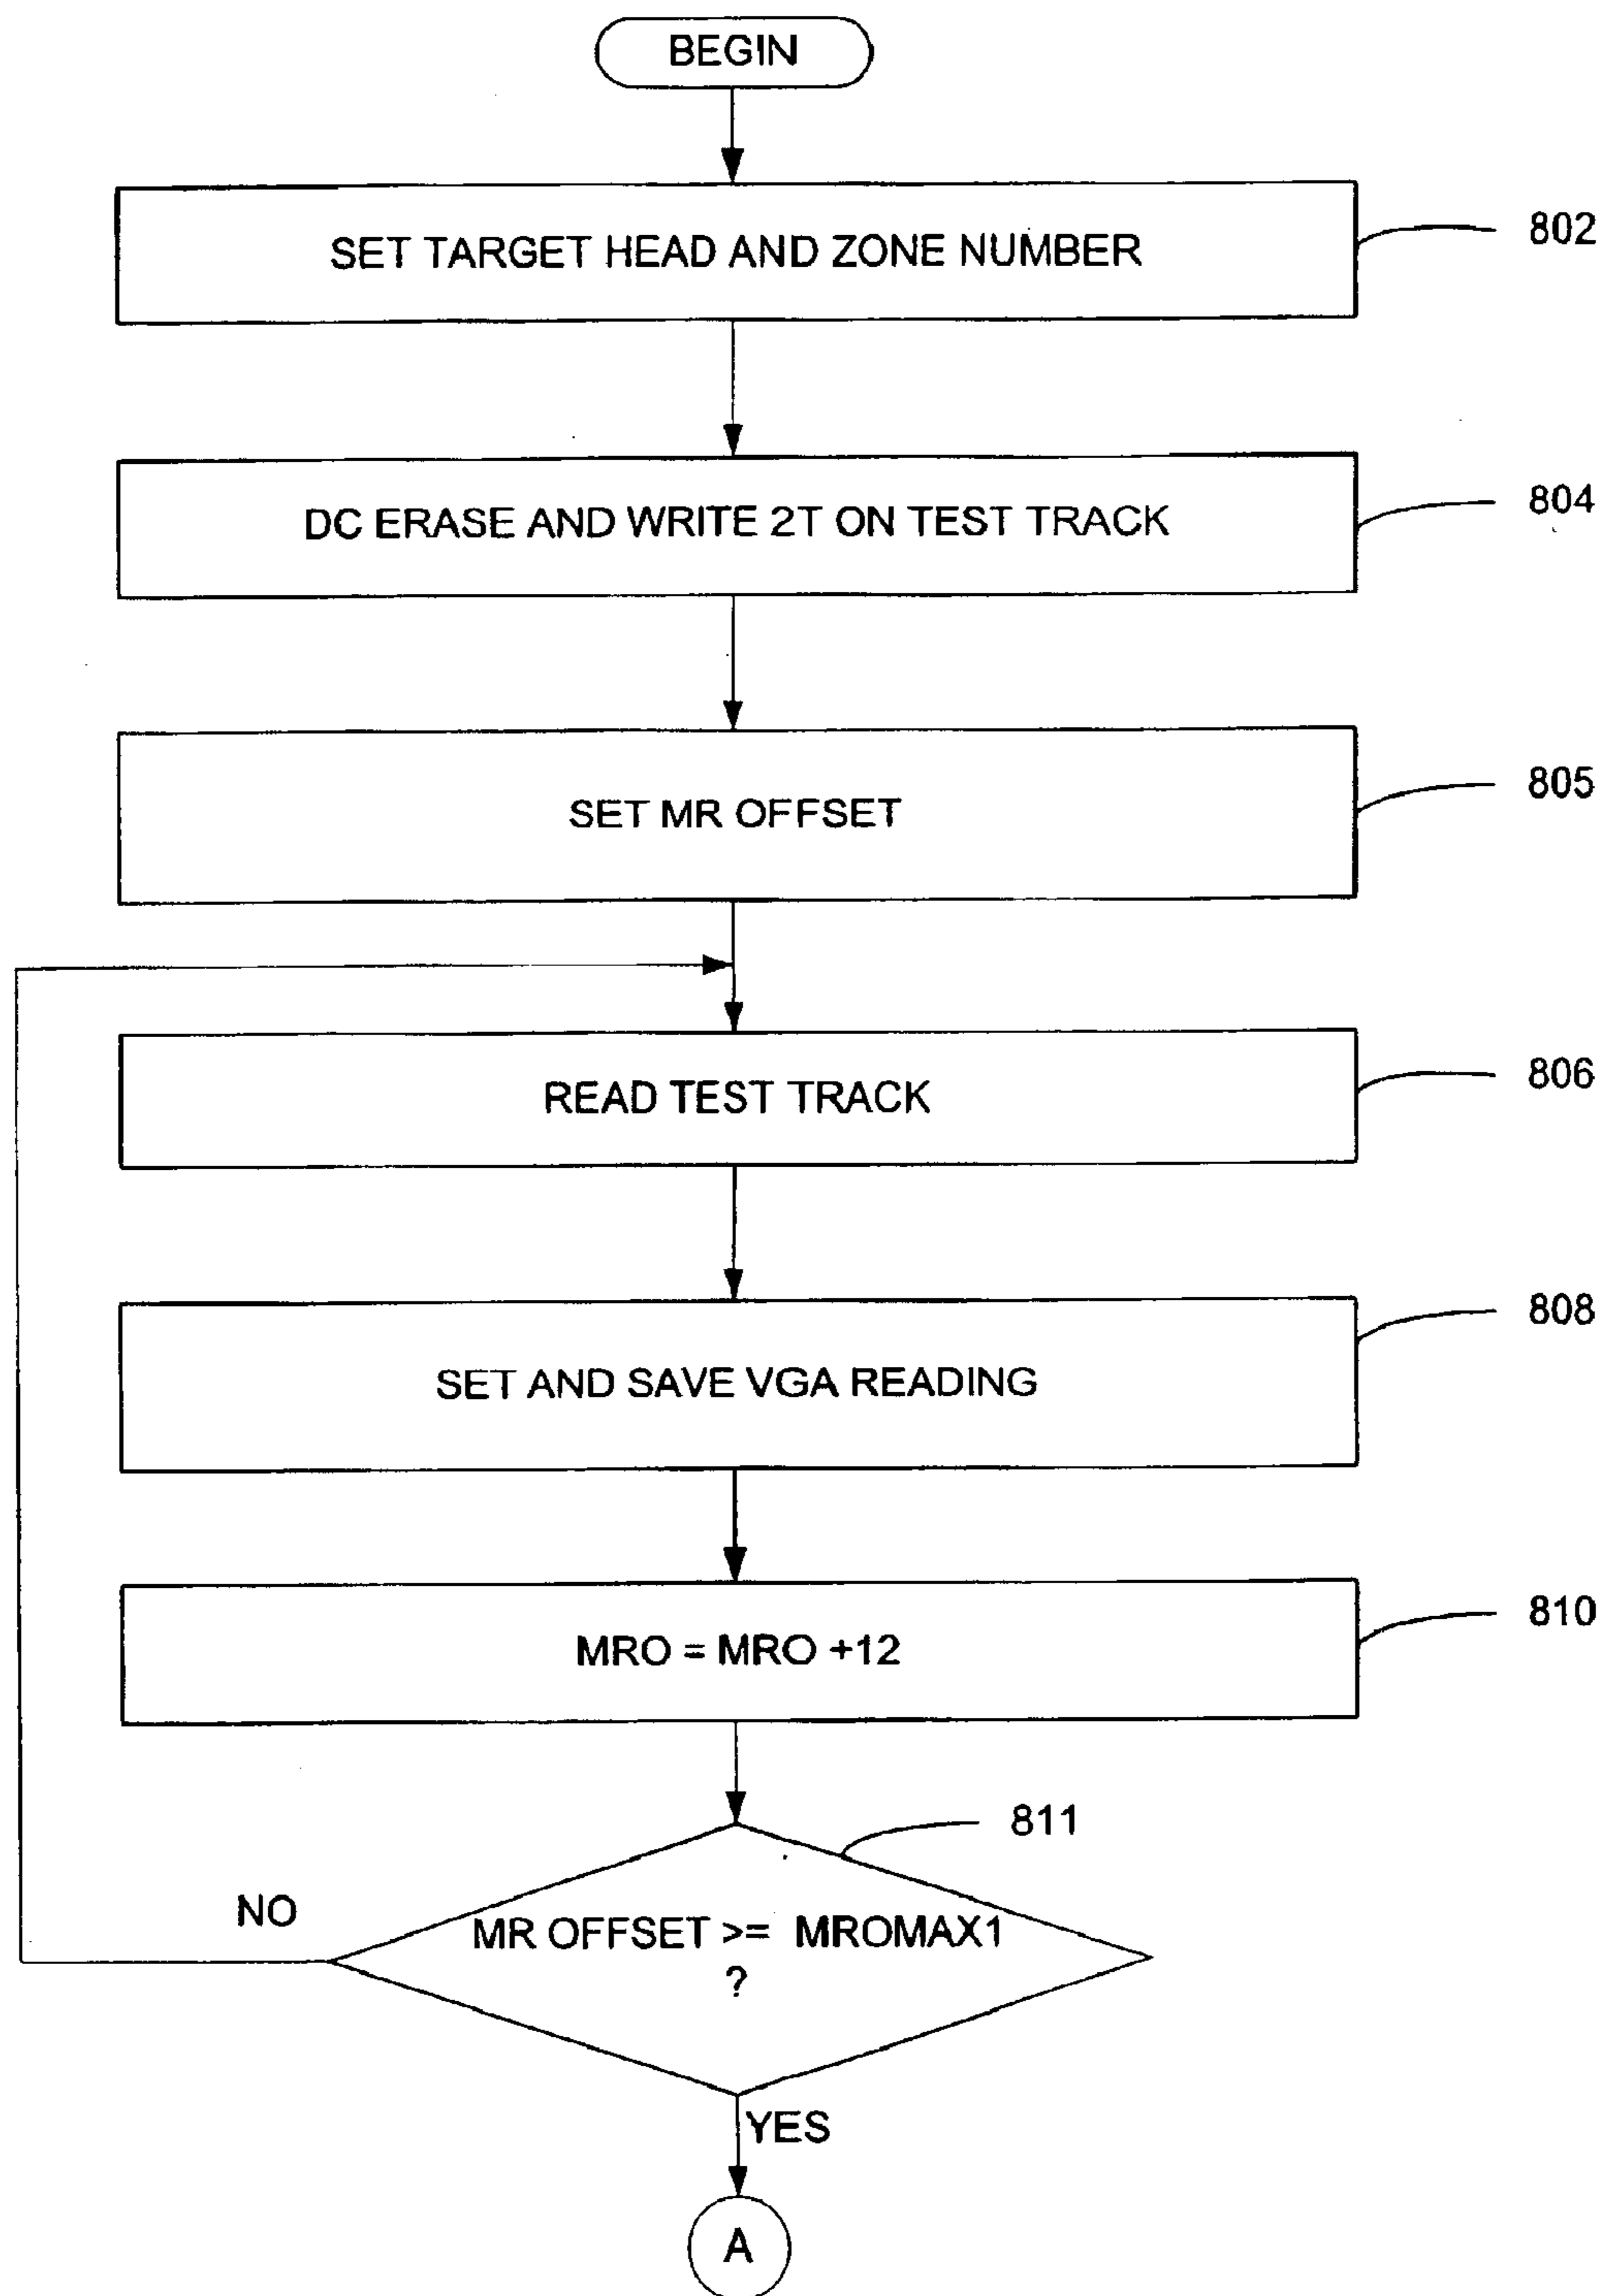 BEGIN
SET TARGET HEAD AND ZONE NUMBER
802
DC ERASE AND WRITE 2T ON TEST TRACK
804
SET MR OFFSET
805
READ TEST TRACK
806
SET AND SAVE VGA READING
808
MRO = MRO +12
810
811
NO
MR OFFSET >= MROMAX1
?
YES
A